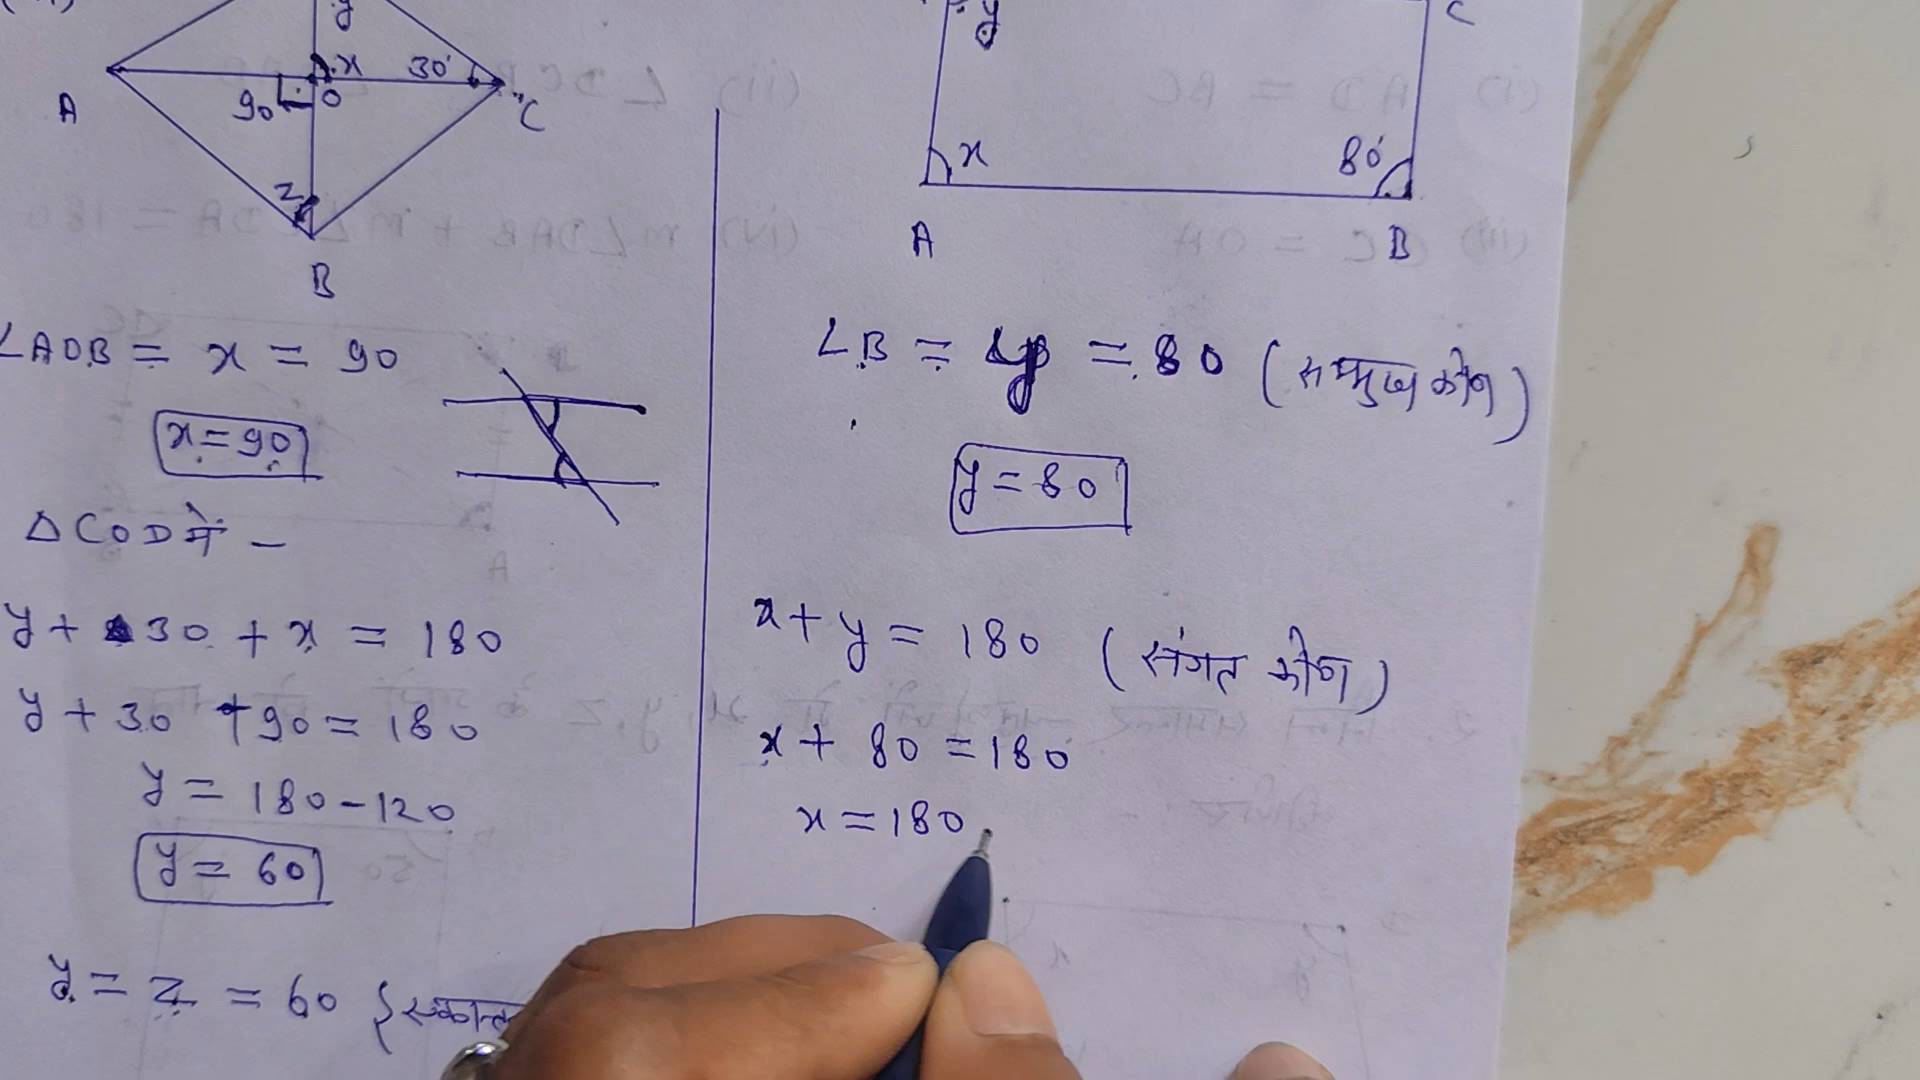 y
x
30°
90
O
A
C
z
B
∠AOB = x = 90
x = 90
△COD में -
y + 30 + x = 180
y + 30 + 90 = 180
y = 180 - 120
y = 60
y = z = 60 {एकान्त
y
C
x
80°
A
B
∠B = = 80 (सम्मुख कोण)
y = 80
x + y = 180 (संगत कोण)
x + 80 = 180
x = 180